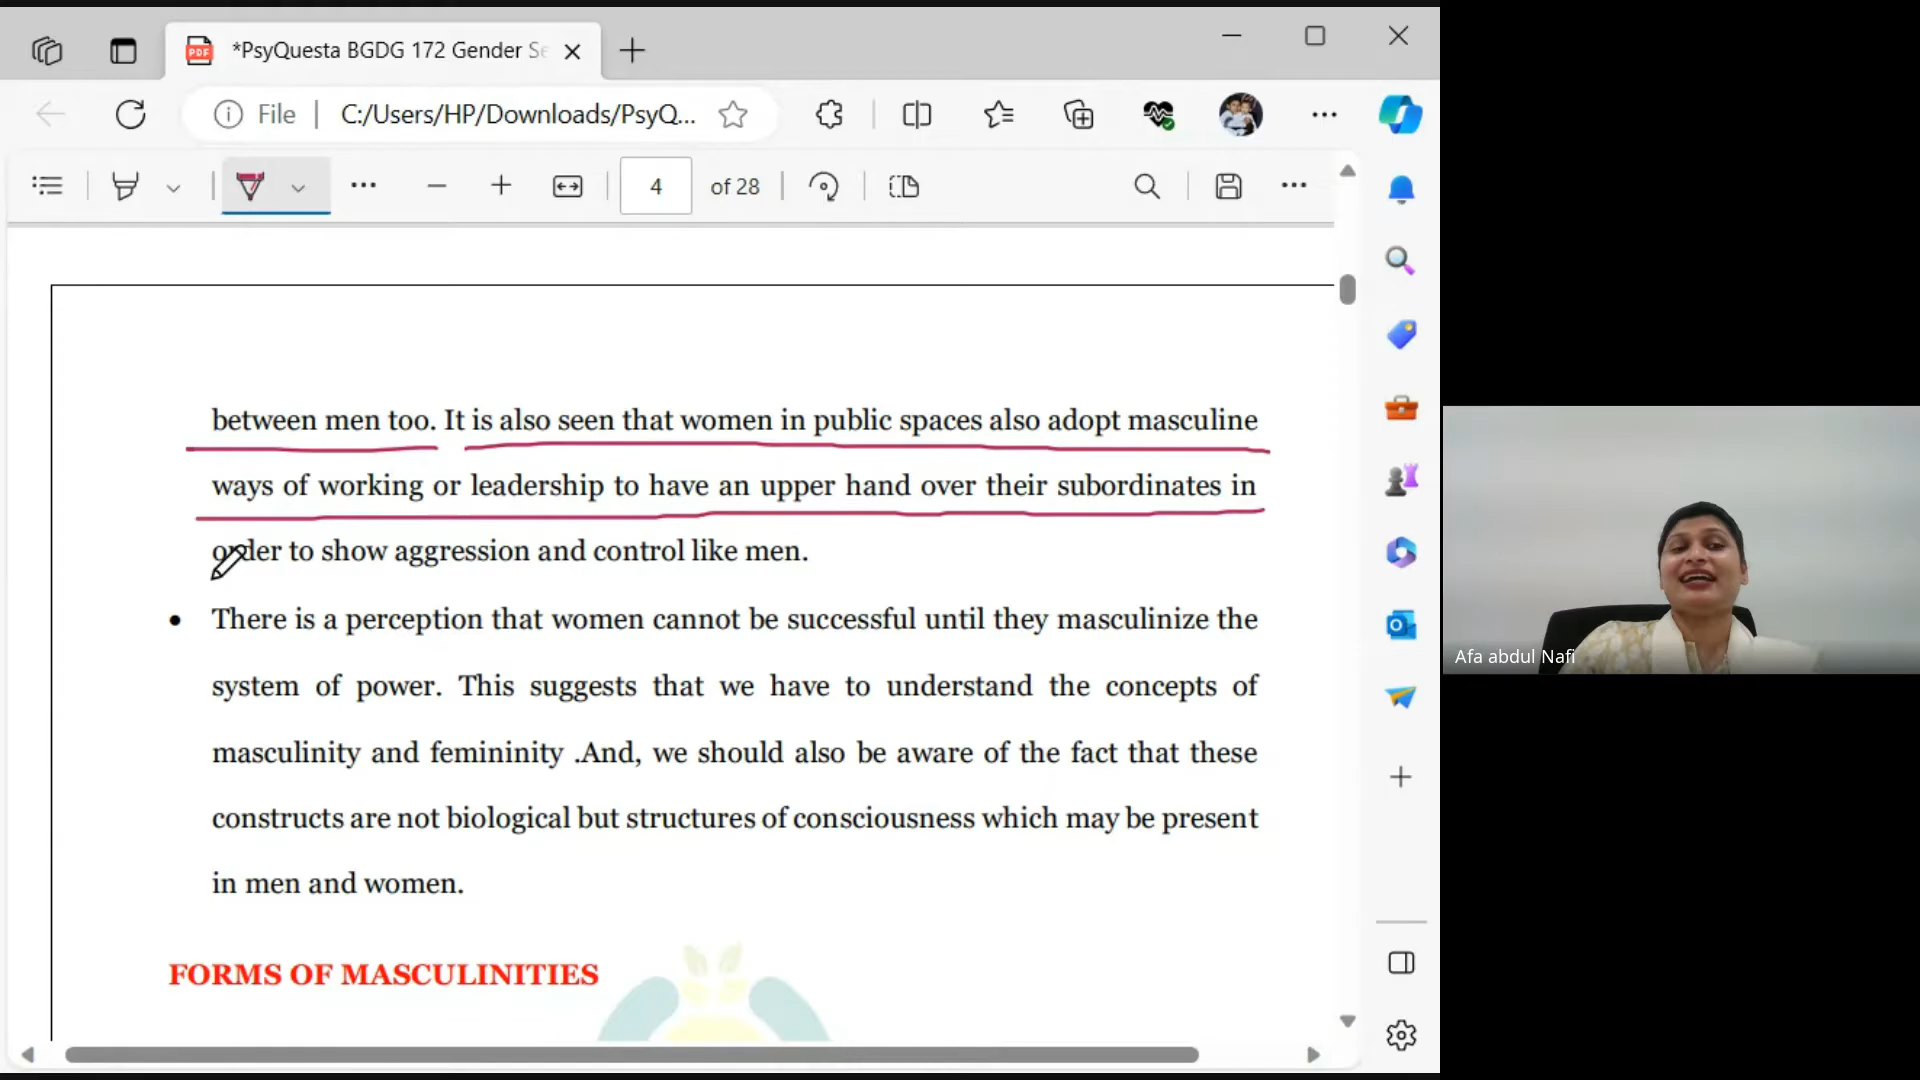 *PsyQuesta BGDG 172 Gender Se
File | C:/Users/HP/Downloads/PsyQ...
4 of 28
between men too. It is also seen that women in public spaces also adopt masculine
ways of working or leadership to have an upper hand over their subordinates in
order to show aggression and control like men.
• There is a perception that women cannot be successful until they masculinize the
system of power. This suggests that we have to understand the concepts of
masculinity and femininity .And, we should also be aware of the fact that these
constructs are not biological but structures of consciousness which may be present
in men and women.
FORMS OF MASCULINITIES
Afa abdul Nafi